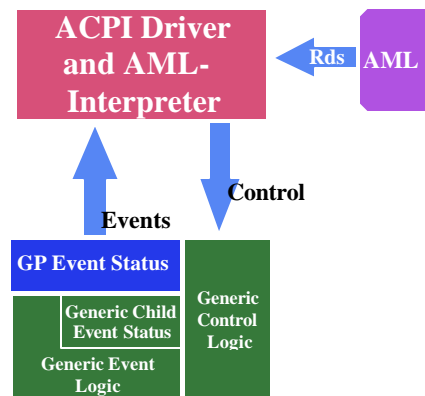 ACPI Driver
and AML-
Interpreter
Rds
AML
Control
Events
GP Event Status
Generic Child
Event Status
Generic
Control
Logic
Generic Event
Logic